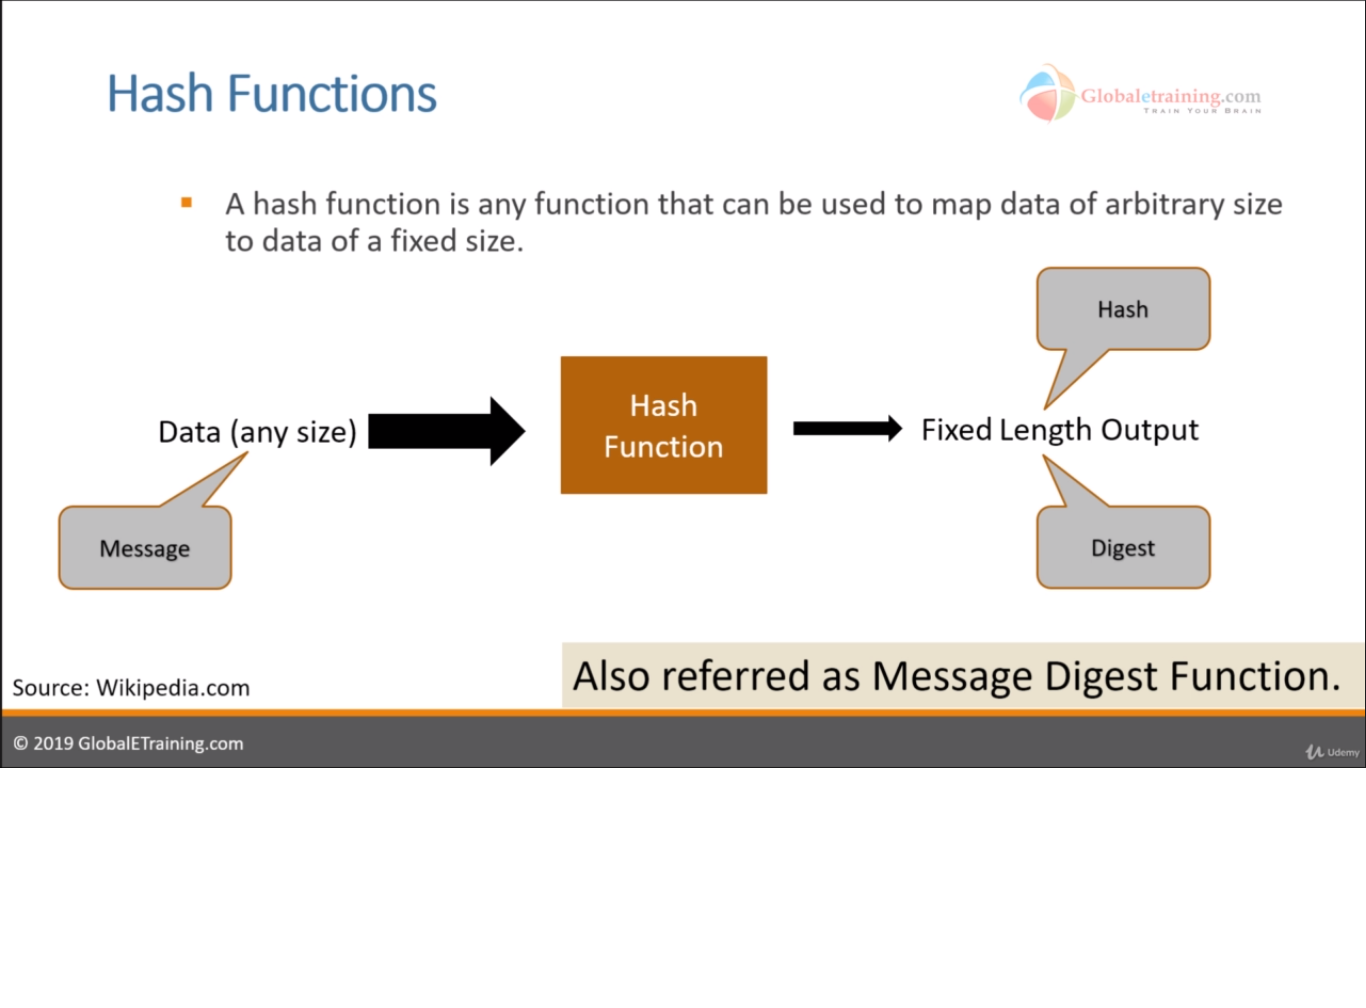 Hash Functions
Globaletraining.com
TRAIN YOUR BRAIN
A hash function is any function that can be used to map data of arbitrary size
to data of a fixed size.
Hash
Data (any size)
Hash
Function
Fixed Length Output
Message
Digest
Also referred as Message Digest Function.
Source: Wikipedia.com
© 2019 GlobalETraining.com
Udemy